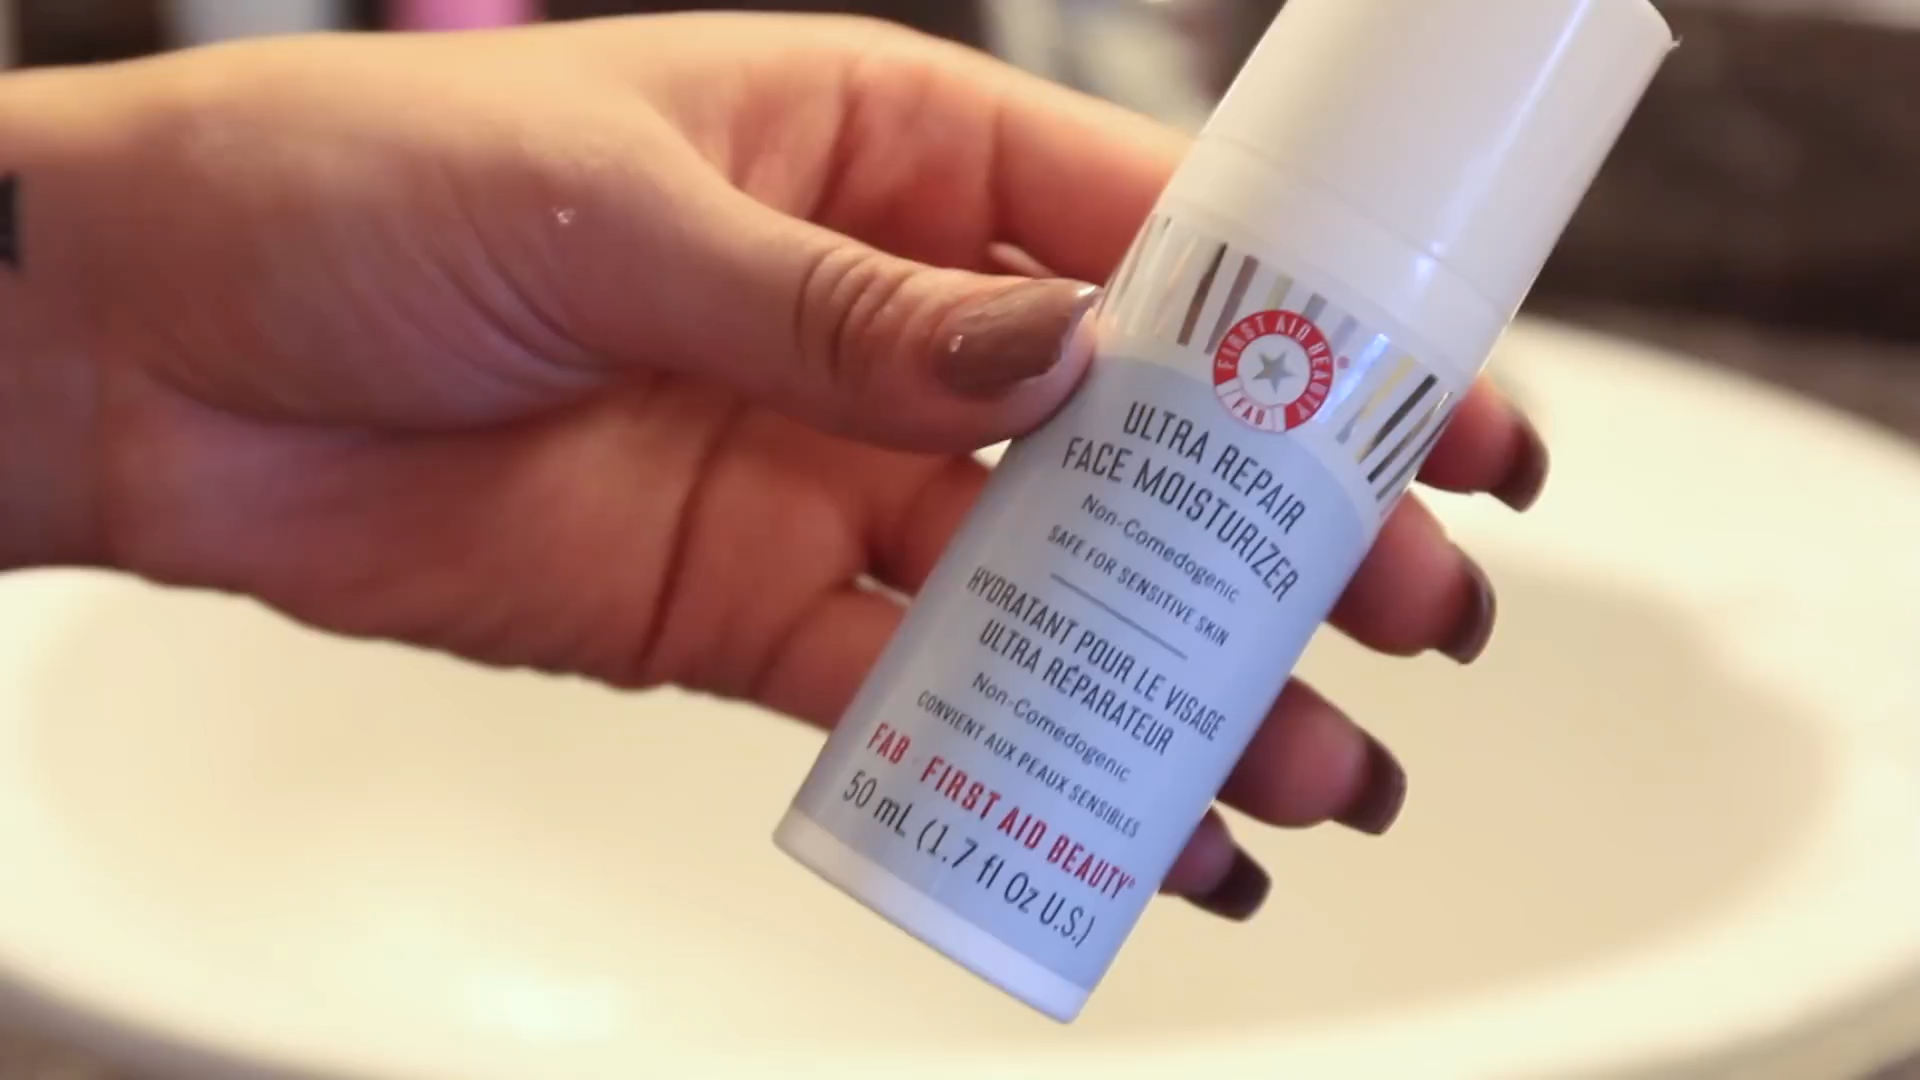 FIRST AID BEAUTY
FAB
ULTRA REPAIR
FACE MOISTURIZER
Non-Comedogenic
SAFE FOR SENSITIVE SKIN
HYDRATANT POUR LE VISAGE
ULTRA RÉPARATEUR
Non-Comedogenic
CONVIENT AUX PEAUX SENSIBLES
FAB · FIRST AID BEAUTY®
50 mL (1.7 fl Oz U.S.)